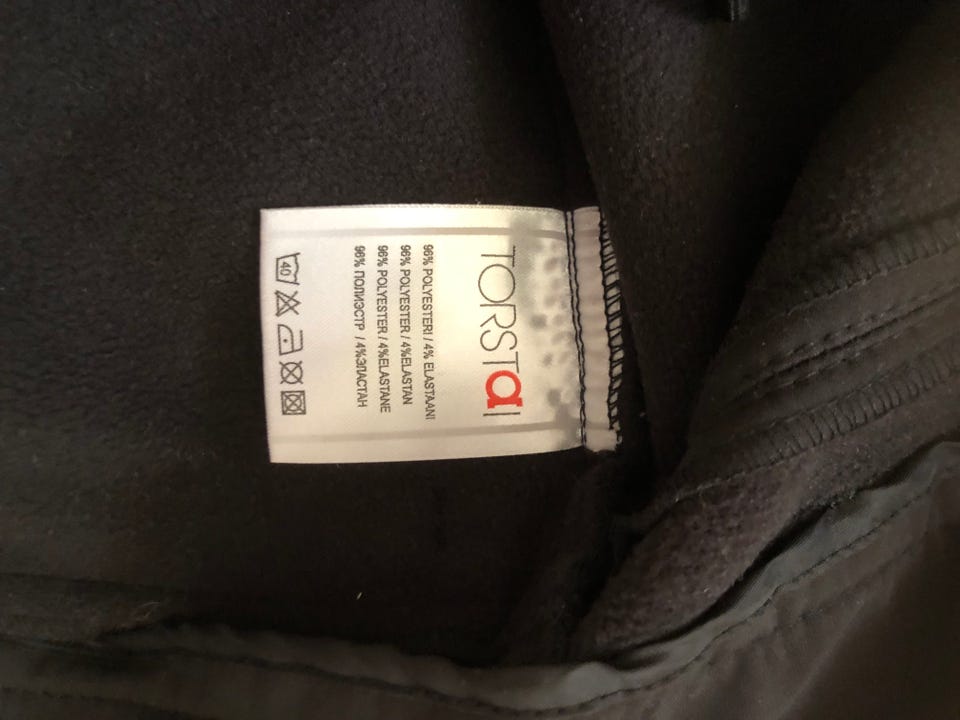 TORSTAI
96% POLYESTERI / 4% ELASTAANI
96% POLYESTER / 4%ELASTAN
96% POLYESTER / 4%ELASTANE
96% ПОЛИЭСТР / 4%ЭЛАСТАН
40